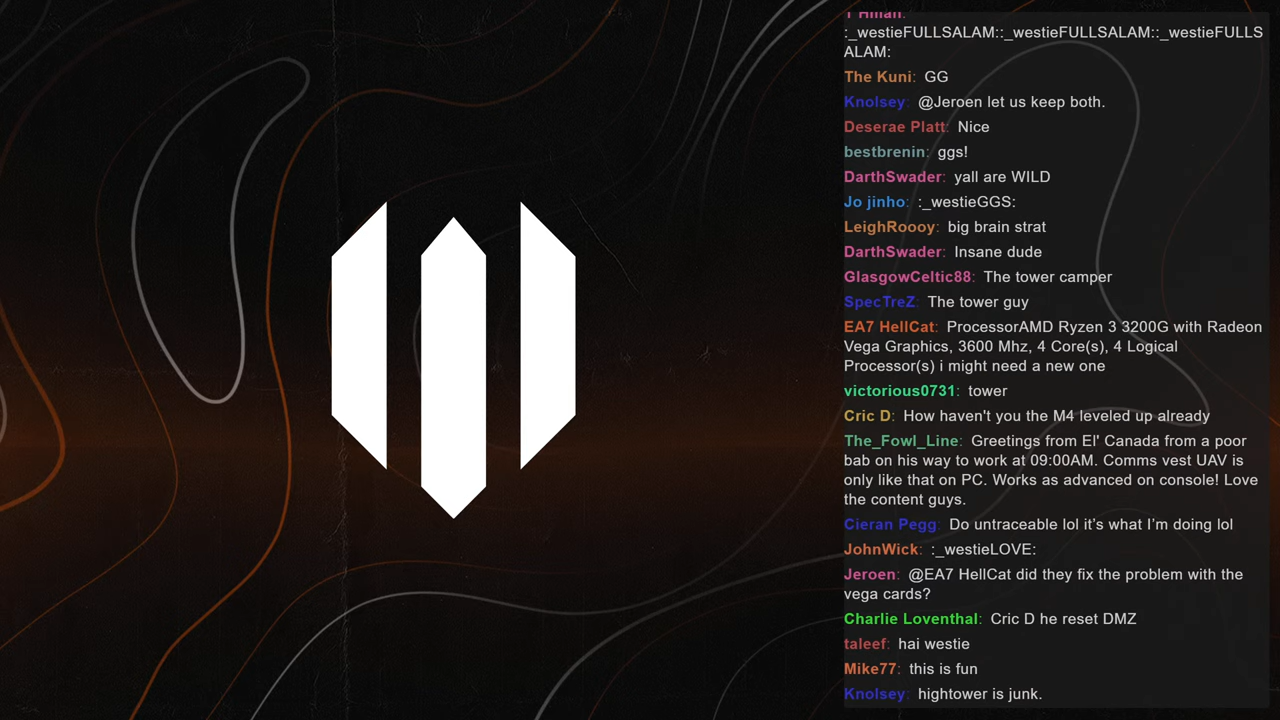 T Hillan:
:_westieFULLSALAM::_westieFULLSALAM::_westieFULLS
ALAM:
The Kuni: GG
Knolsey: @Jeroen let us keep both.
Deserae Platt: Nice
bestbrenin: ggs!
DarthSwader: yall are WILD
Jo jinho: :_westieGGS:
LeighRoooy: big brain strat
DarthSwader: Insane dude
GlasgowCeltic88: The tower camper
SpecTreZ: The tower guy
EA7 HellCat: ProcessorAMD Ryzen 3 3200G with Radeon
Vega Graphics, 3600 Mhz, 4 Core(s), 4 Logical
Processor(s) i might need a new one
victorious0731: tower
Cric D: How haven't you the M4 leveled up already
The_Fowl_Line: Greetings from El' Canada from a poor
bab on his way to work at 09:00AM. Comms vest UAV is
only like that on PC. Works as advanced on console! Love
the content guys.
Cieran Pegg: Do untraceable lol it’s what I’m doing lol
JohnWick: :_westieLOVE:
Jeroen: @EA7 HellCat did they fix the problem with the
vega cards?
Charlie Loventhal: Cric D he reset DMZ
taleef: hai westie
Mike77: this is fun
Knolsey: hightower is junk.